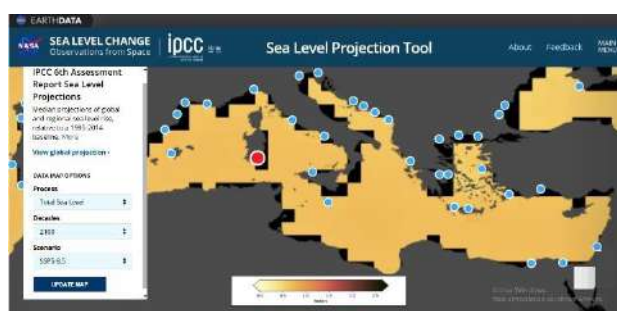 EARTHDATA
NASA
SEA LEVEL CHANGE
Observations from Space
ipcc
Sea Level Projection Tool
About
Feedback
MAIN
MENU
IPCC 6th Assessment
Report Sea Level
Projections
Median projections of global
and regional sea level rise,
relative to a 1995-2014
baseline. More
View global projection
DATA MAP OPTIONS
Process
Total Sea Level
Decades
2100
Scenario
SSP5-8.5
UPDATE MAP